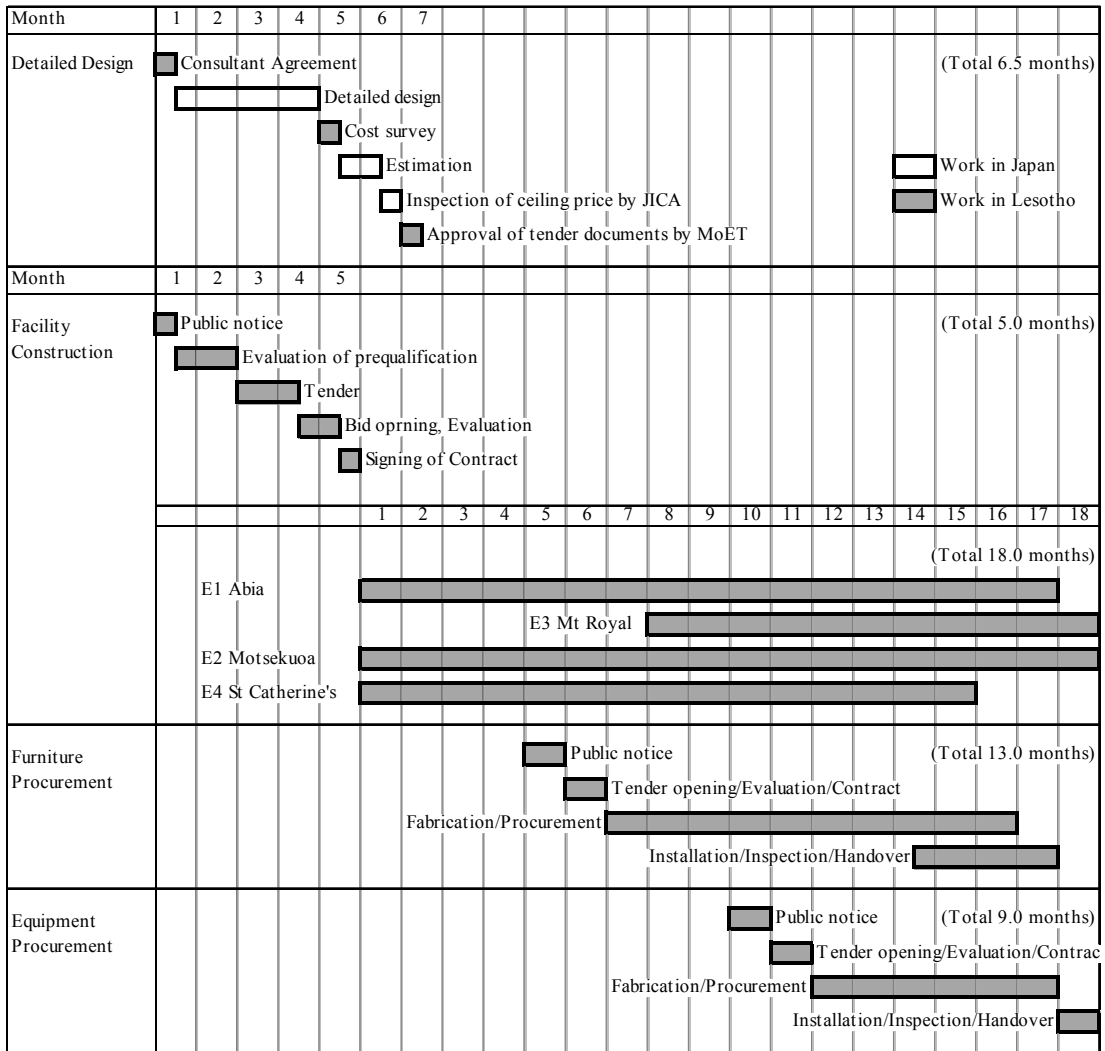 Month 1 2 3 4 5 6 7
Detailed Design Consultant Agreement (Total 6.5 months)
Detailed design
Cost survey
Estimation Work in Japan
Inspection of ceiling price by JICA Work in Lesotho
Approval of tender documents by MoET
Month 1 2 3 4 5
Facility Public notice (Total 5.0 months)
Construction Evaluation of prequalification
Tender
Bid oprning, Evaluation
Signing of Contract
1 2 3 4 5 6 7 8 9 10 11 12 13 14 15 16 17 18
(Total 18.0 months)
E1 Abia
E3 Mt Royal
E2 Motsekuoa
E4 St Catherine's
Furniture Public notice (Total 13.0 months)
Procurement Tender opening/Evaluation/Contract
Fabrication/Procurement
Installation/Inspection/Handover
Equipment Public notice (Total 9.0 months)
Procurement Tender opening/Evaluation/Contrac
Fabrication/Procurement
Installation/Inspection/Handover